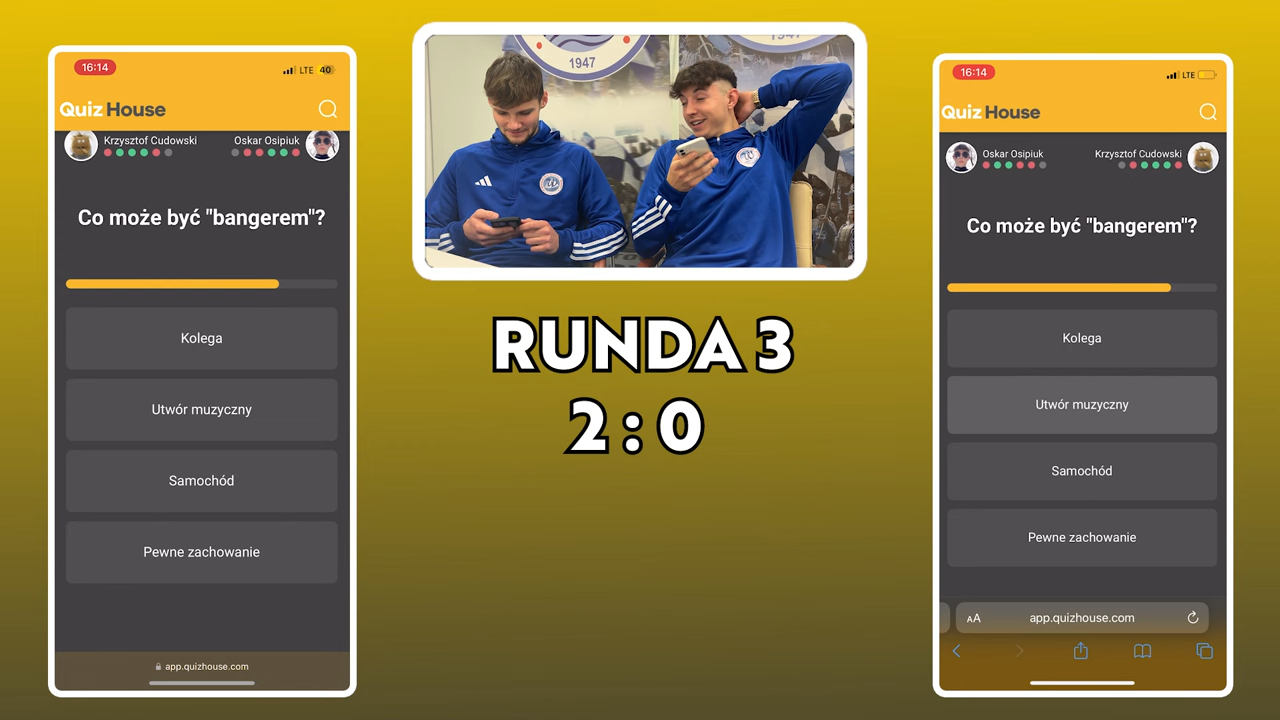 16:14
LTE 40
Quiz House
Krzysztof Cudowski
Oskar Osipiuk
Co może być "bangerem"?
Kolega
Utwór muzyczny
Samochód
Pewne zachowanie
app.quizhouse.com
1947
1947
RUNDA 3
2 : 0
16:14
LTE
Quiz House
Oskar Osipiuk
Krzysztof Cudowski
Co może być "bangerem"?
Kolega
Utwór muzyczny
Samochód
Pewne zachowanie
AA
app.quizhouse.com